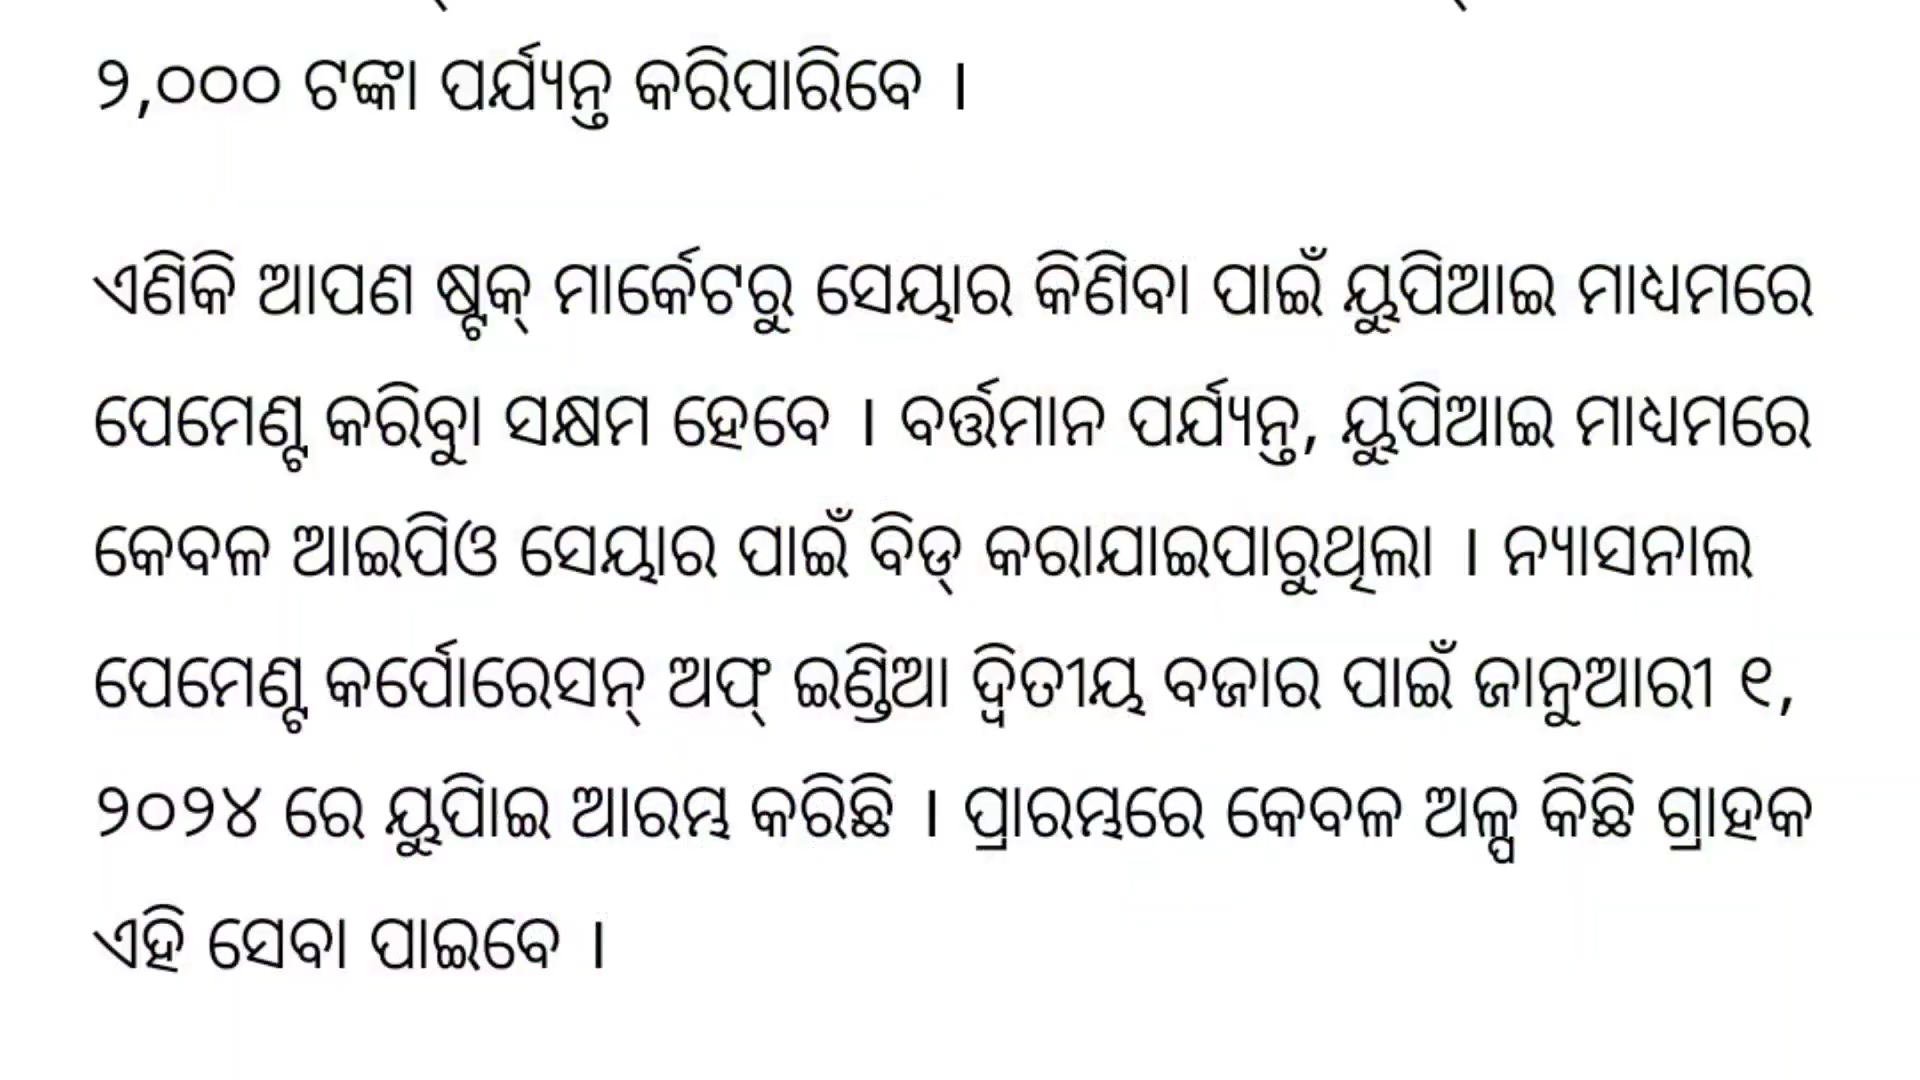 ୨,୦୦୦ ଟଙ୍କା ପର୍ଯ୍ୟନ୍ତ କରିପାରିବେ ।
ଏଣିକି ଆପଣ ଷ୍ଟକ୍ ମାର୍କେଟରୁ ସେୟାର କିଣିବା ପାଇଁ ୟୁପିଆଇ ମାଧ୍ୟମରେ
ପେମେଣ୍ଟ କରିବୁା ସକ୍ଷମ ହେବେ । ବର୍ତ୍ତମାନ ପର୍ଯ୍ୟନ୍ତ, ୟୁପିଆଇ ମାଧ୍ୟମରେ
କେବଳ ଆଇପିଓ ସେୟାର ପାଇଁ ବିଡ୍ କରାଯାଇପାରୁଥିଲା । ନ୍ୟାସନାଲ
ପେମେଣ୍ଟ କର୍ପୋରେସନ୍ ଅଫ୍ ଇଣ୍ଡିଆ ଦ୍ୱିତୀୟ ବଜାର ପାଇଁ ଜାନୁଆରୀ ୧,
୨୦୨୪ ରେ ୟୁପିାଇ ଆରମ୍ଭ କରିଛି । ପ୍ରାରମ୍ଭରେ କେବଳ ଅଳ୍ପ କିଛି ଗ୍ରାହକ
ଏହି ସେବା ପାଇବେ ।